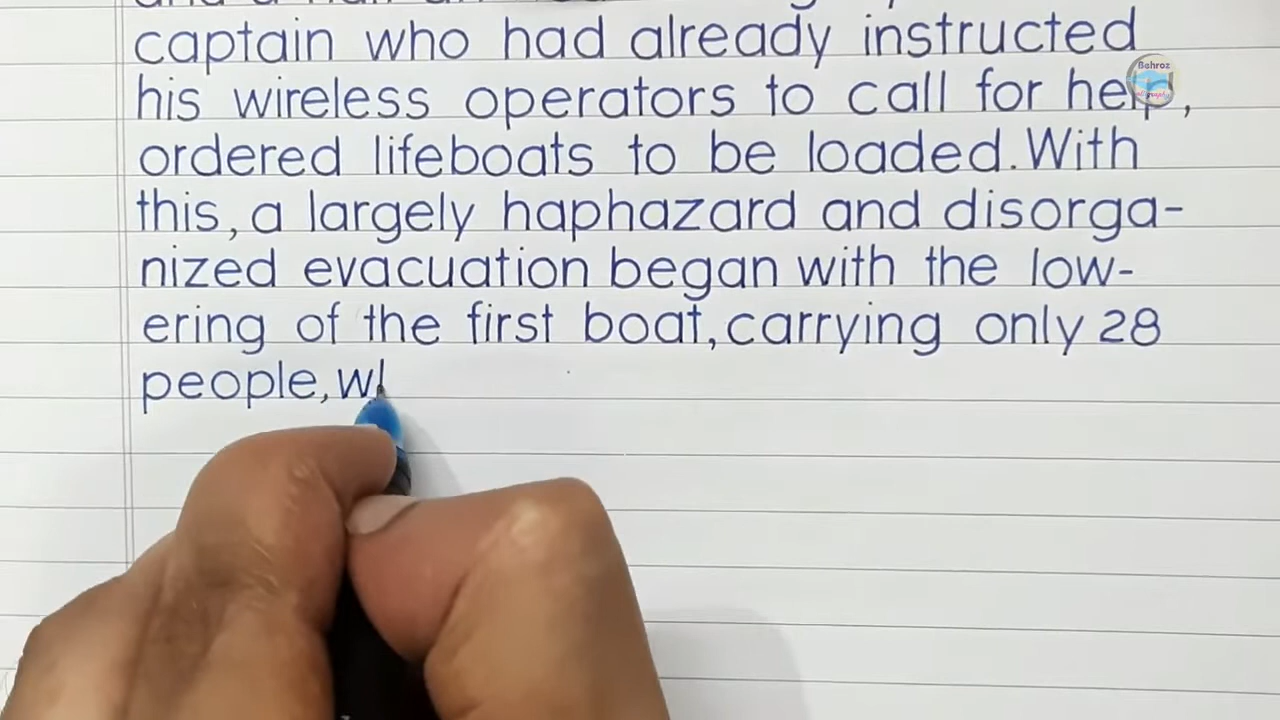 captain who had already instructed
his wireless operators to call for help,
ordered lifeboats to be loaded. With
this, a largely haphazard and disorga-
nized evacuation began with the low-
ering of the first boat, carrying only 28
people,
Behroz